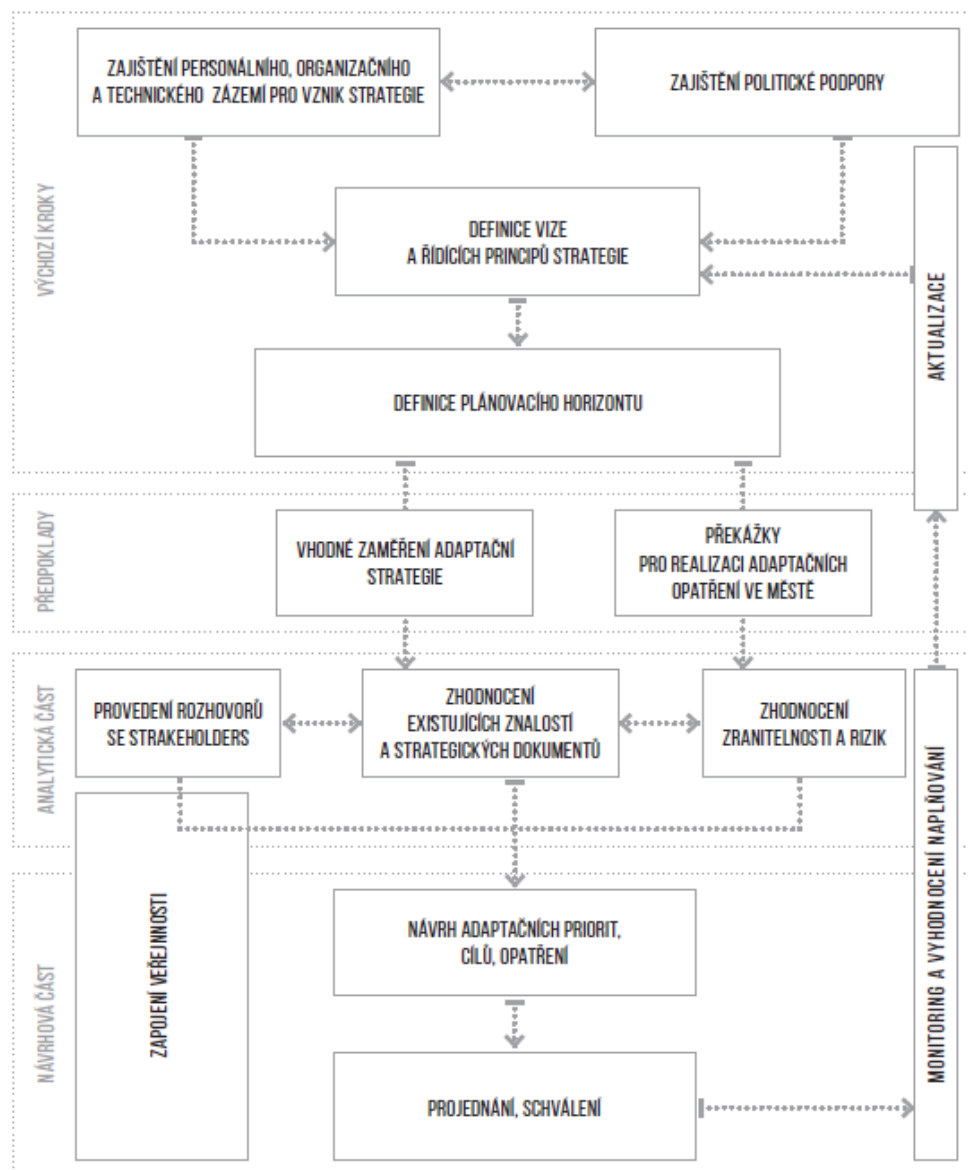 VÝCHOZÍ KROKY
ZAJIŠTĚNÍ PERSONÁLNÍHO, ORGANIZAČNÍHO
A TECHNICKÉHO ZÁZEMÍ PRO VZNIK STRATEGIE
ZAJIŠTĚNÍ POLITICKÉ PODPORY
DEFINICE VIZE
A ŘÍDÍCÍCH PRINCIPŮ STRATEGIE
DEFINICE PLÁNOVACÍHO HORIZONTU
AKTUALIZACE
PŘEDPOKLADY
VHODNÉ ZAMĚŘENÍ ADAPTAČNÍ
STRATEGIE
PŘEKÁŽKY
PRO REALIZACI ADAPTAČNÍCH
OPATŘENÍ VE MĚSTĚ
ANALYTICKÁ ČÁST
PROVEDENÍ ROZHOVORŮ
SE STRAKEHOLDERS
ZHODNOCENÍ
EXISTUJÍCÍCH ZNALOSTÍ
A STRATEGICKÝCH DOKUMENTŮ
ZHODNOCENÍ
ZRANITELNOSTI A RIZIK
MONITORING A VYHODNOCENÍ NAPLŇOVÁNÍ
NÁVRHOVÁ ČÁST
ZAPOJENÍ VEŘEJNNOSTI
NÁVRH ADAPTAČNÍCH PRIORIT,
CÍLŮ, OPATŘENÍ
PROJEDNÁNÍ, SCHVÁLENÍ